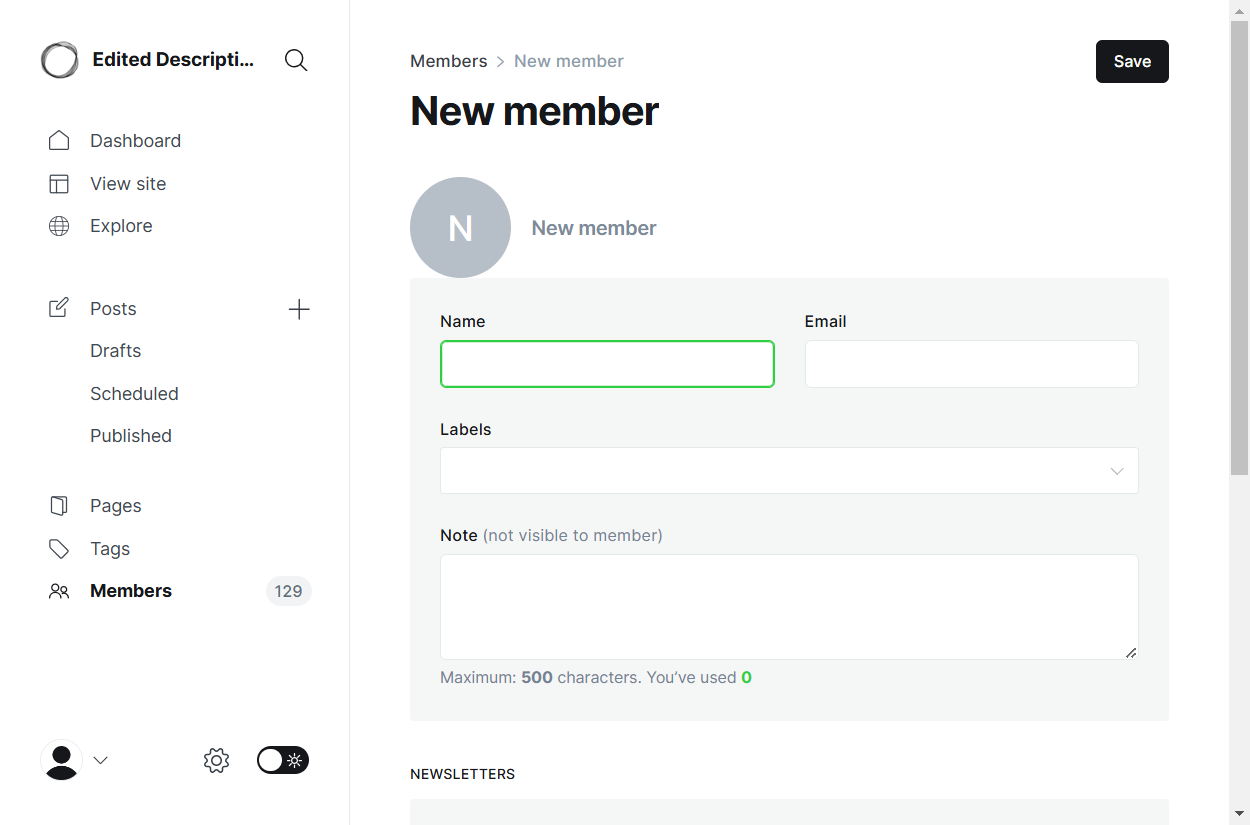 Edited Descripti...
Dashboard
View site
Explore
Posts
Drafts
Scheduled
Published
Pages
Tags
Members 129
Members > New member
Save
New member
N New member
Name Email
Labels
Note (not visible to member)
Maximum: 500 characters. You’ve used 0
NEWSLETTERS